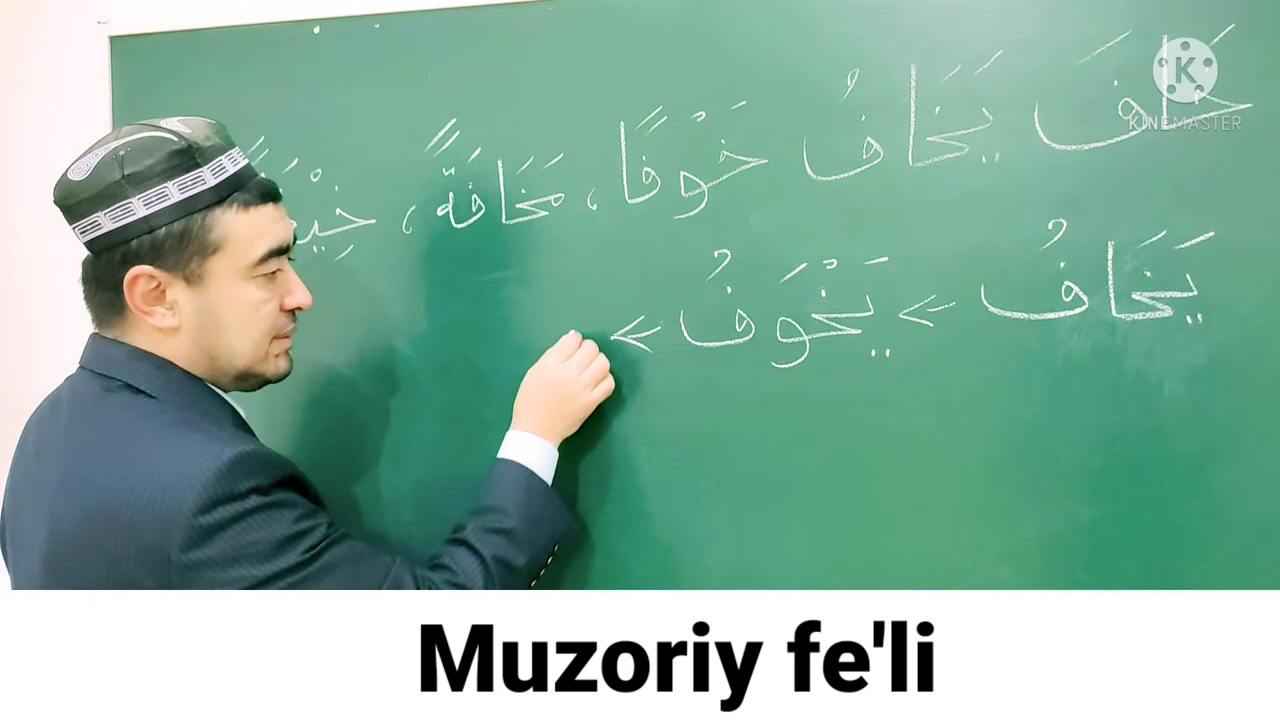 خَافَ يَخَافُ خَوْفًا، مَخَافَةً،
يَخَافُ > يَخْوَفُ >
KINEMASTER
Muzoriy fe'li